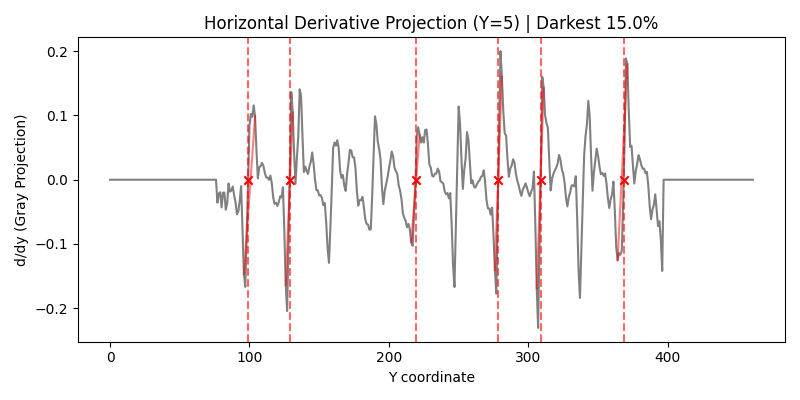 Horizontal Derivative Projection (Y=5) | Darkest 15.0%
d/dy (Gray Projection)
0.2
0.1
0.0
−0.1
−0.2
0 100 200 300 400
Y coordinate